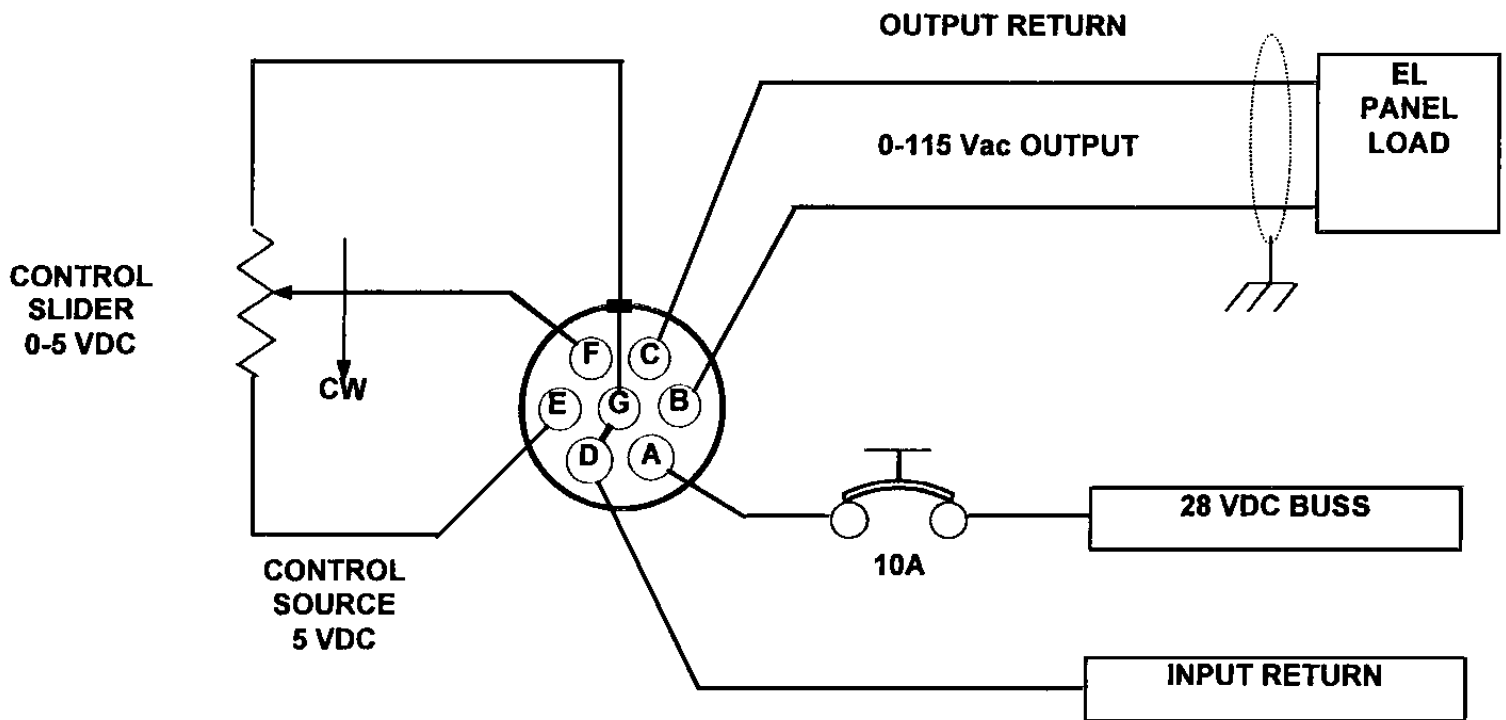 OUTPUT RETURN
EL
PANEL
LOAD
0-115 Vac OUTPUT
CONTROL
SLIDER
0-5 VDC
CW
F
C
E
G
B
D
A
28 VDC BUSS
10A
CONTROL
SOURCE
5 VDC
INPUT RETURN